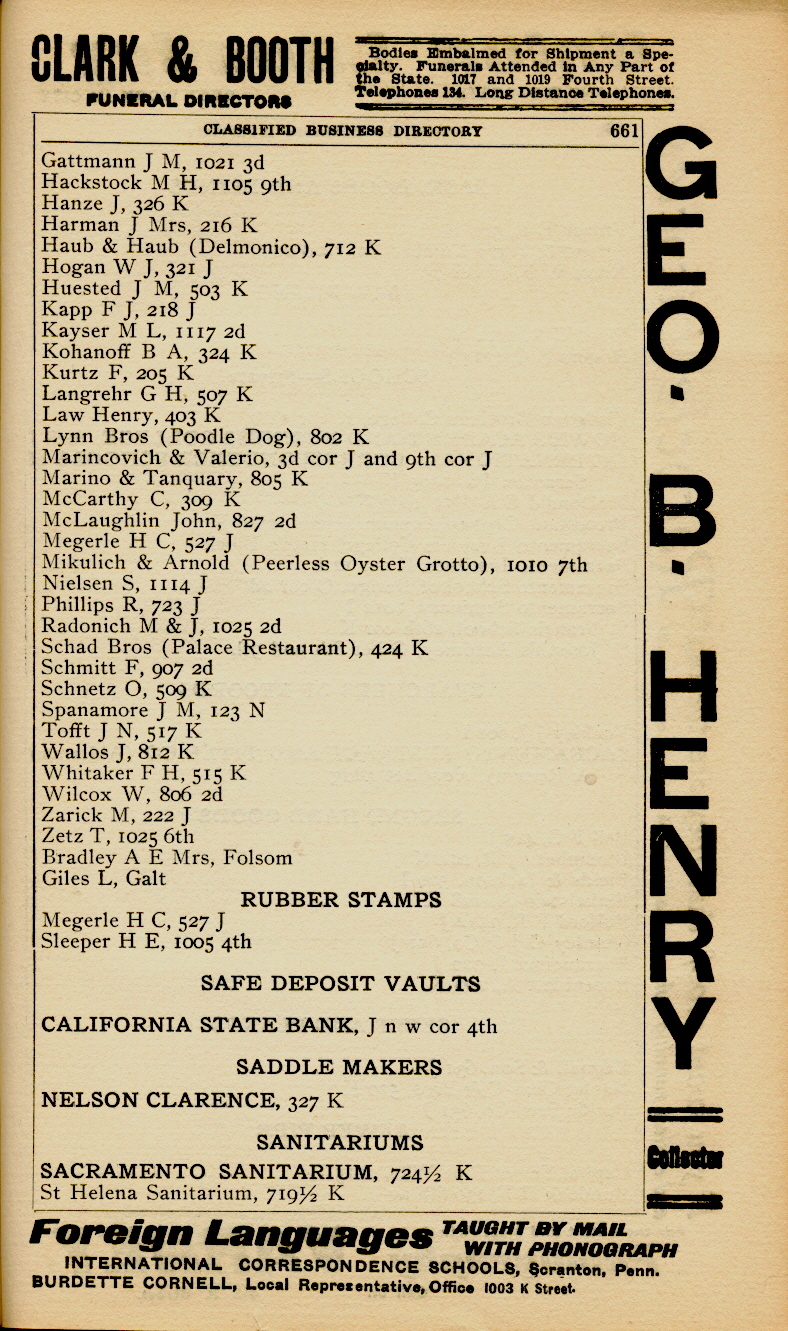 CLARK & BOOTH
FUNERAL DIRECTORS
Bodies Embalmed for Shipment a Spe-
cialty. Funerals Attended in Any Part of
the State. 1017 and 1019 Fourth Street.
Telephones 134. Long Distance Telephones.
CLASSIFIED BUSINESS DIRECTORY 661
Gattmann J M, 1021 3d
Hackstock M H, 1105 9th
Hanze J, 326 K
Harman J Mrs, 216 K
Haub & Haub (Delmonico), 712 K
Hogan W J, 321 J
Huested J M, 503 K
Kapp F J, 218 J
Kayser M L, 1117 2d
Kohanoff B A, 324 K
Kurtz F, 205 K
Langrehr G H, 507 K
Law Henry, 403 K
Lynn Bros (Poodle Dog), 802 K
Marincovich & Valerio, 3d cor J and 9th cor J
Marino & Tanquary, 805 K
McCarthy C, 309 K
McLaughlin John, 827 2d
Megerle H C, 527 J
Mikulich & Arnold (Peerless Oyster Grotto), 1010 7th
Nielsen S, 1114 J
Phillips R, 723 J
Radonich M & J, 1025 2d
Schad Bros (Palace Restaurant), 424 K
Schmitt F, 907 2d
Schnetz O, 509 K
Spanamore J M, 123 N
Tofft J N, 517 K
Wallos J, 812 K
Whitaker F H, 515 K
Wilcox W, 806 2d
Zarick M, 222 J
Zetz T, 1025 6th
Bradley A E Mrs, Folsom
Giles L, Galt
RUBBER STAMPS
Megerle H C, 527 J
Sleeper H E, 1005 4th
SAFE DEPOSIT VAULTS
CALIFORNIA STATE BANK, J n w cor 4th
SADDLE MAKERS
NELSON CLARENCE, 327 K
SANITARIUMS
SACRAMENTO SANITARIUM, 724½ K
St Helena Sanitarium, 719½ K
GEO. B. HENRY
Collector
Foreign Languages TAUGHT BY MAIL
WITH PHONOGRAPH
INTERNATIONAL CORRESPONDENCE SCHOOLS, Scranton, Penn.
BURDETTE CORNELL, Local Representative, Office 1003 K Street.